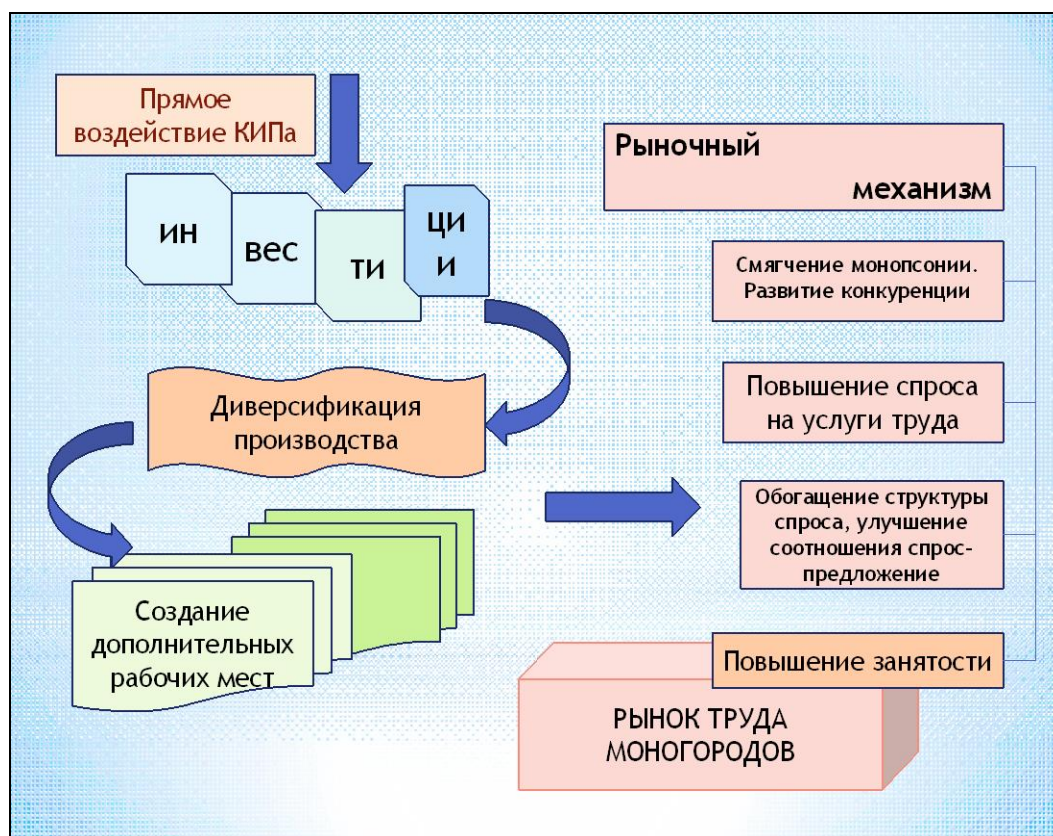 Прямое
воздействие КИПа
ин
вес
ти
ци
и
Диверсификация
производства
Создание
дополнительных
рабочих мест
Рыночный
механизм
Смягчение монопсонии.
Развитие конкуренции
Повышение спроса
на услуги труда
Обогащение структуры
спроса, улучшение
соотношения спрос-
предложение
Повышение занятости
РЫНОК ТРУДА
МОНОГОРОДОВ